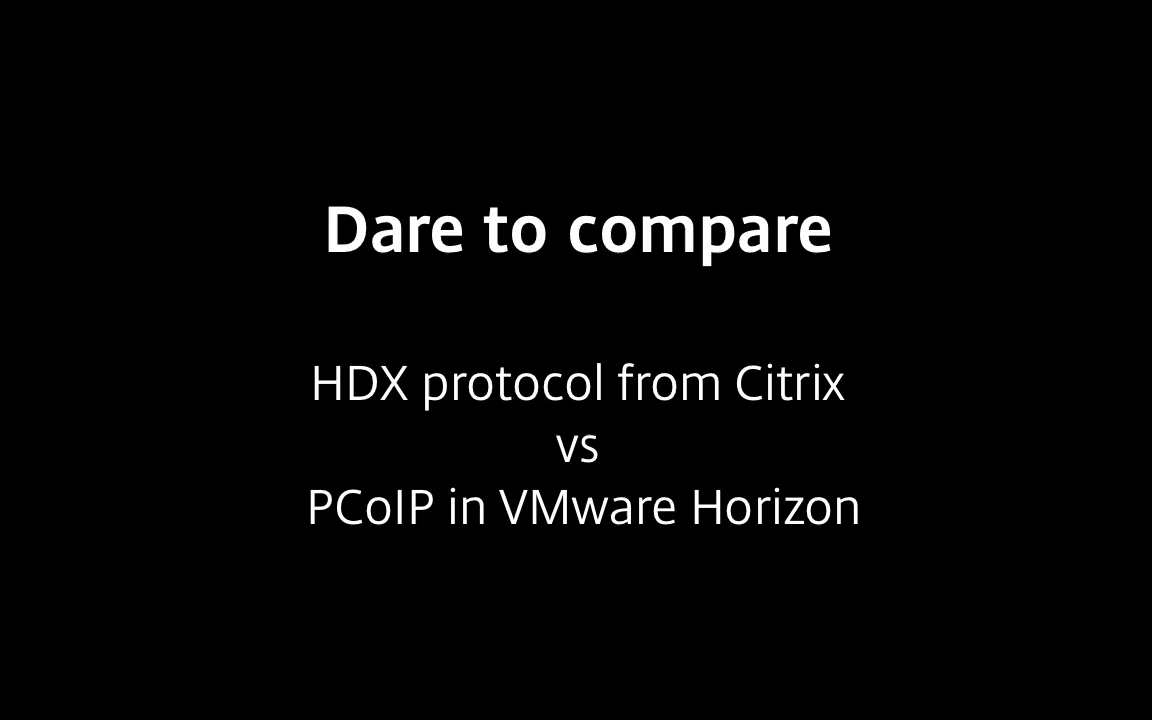 Dare to compare
HDX protocol from Citrix
vs
PCoIP in VMware Horizon